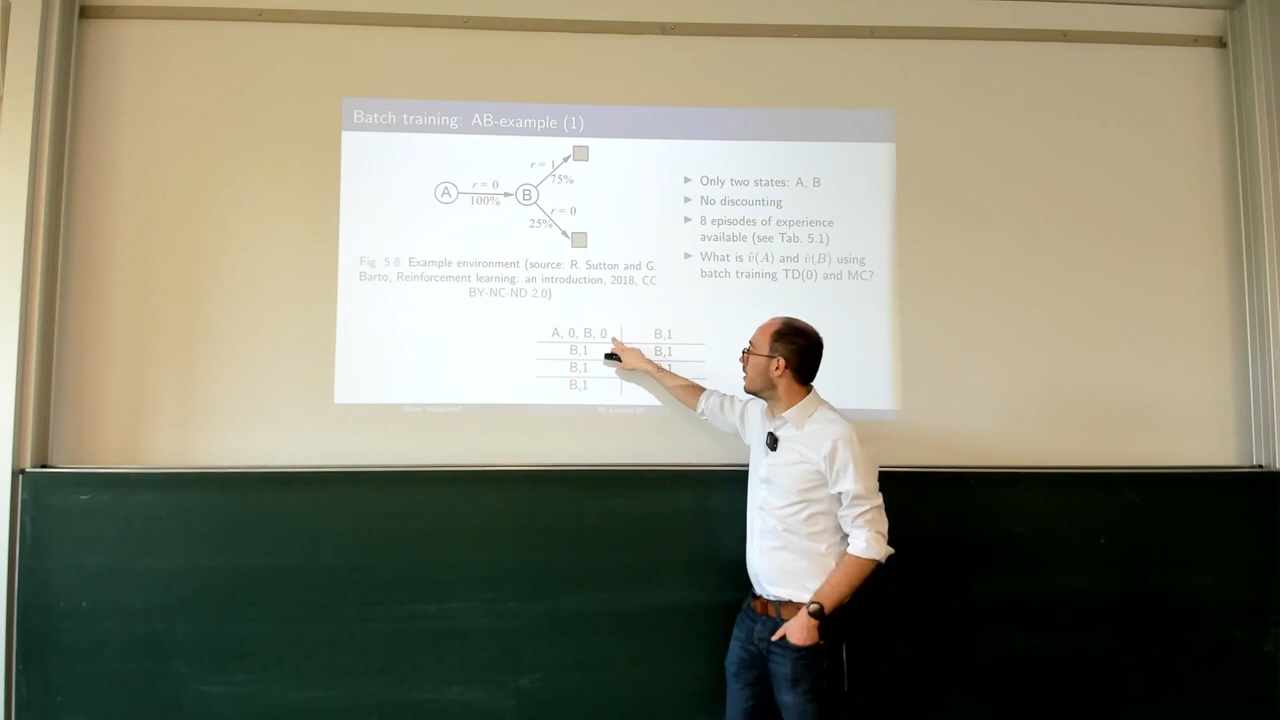 Batch training: AB-example (1)
r = 1
75%
A
r = 0
100%
B
r = 0
25%
Fig. 5.8: Example environment (source: R. Sutton and G.
Barto, Reinforcement learning: an introduction, 2018, CC
BY-NC-ND 2.0)
▶ Only two states: A, B
▶ No discounting
▶ 8 episodes of experience
available (see Tab. 5.1)
▶ What is v̂(A) and v̂(B) using
batch training TD(0) and MC?
A, 0, B, 0
B,1
B,1
B,1
B,1
B,1
B,1